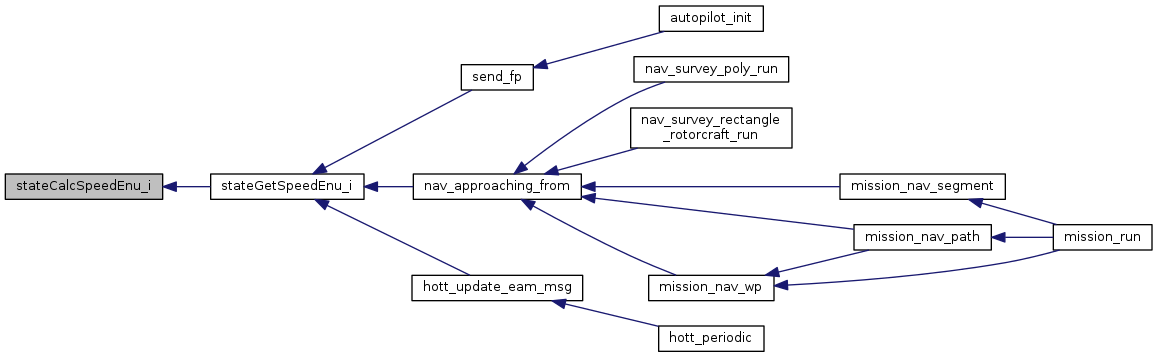 autopilot_init
send_fp
nav_survey_poly_run
nav_survey_rectangle
_rotorcraft_run
stateCalcSpeedEnu_i
stateGetSpeedEnu_i
nav_approaching_from
mission_nav_segment
mission_nav_path
mission_run
hott_update_eam_msg
mission_nav_wp
hott_periodic